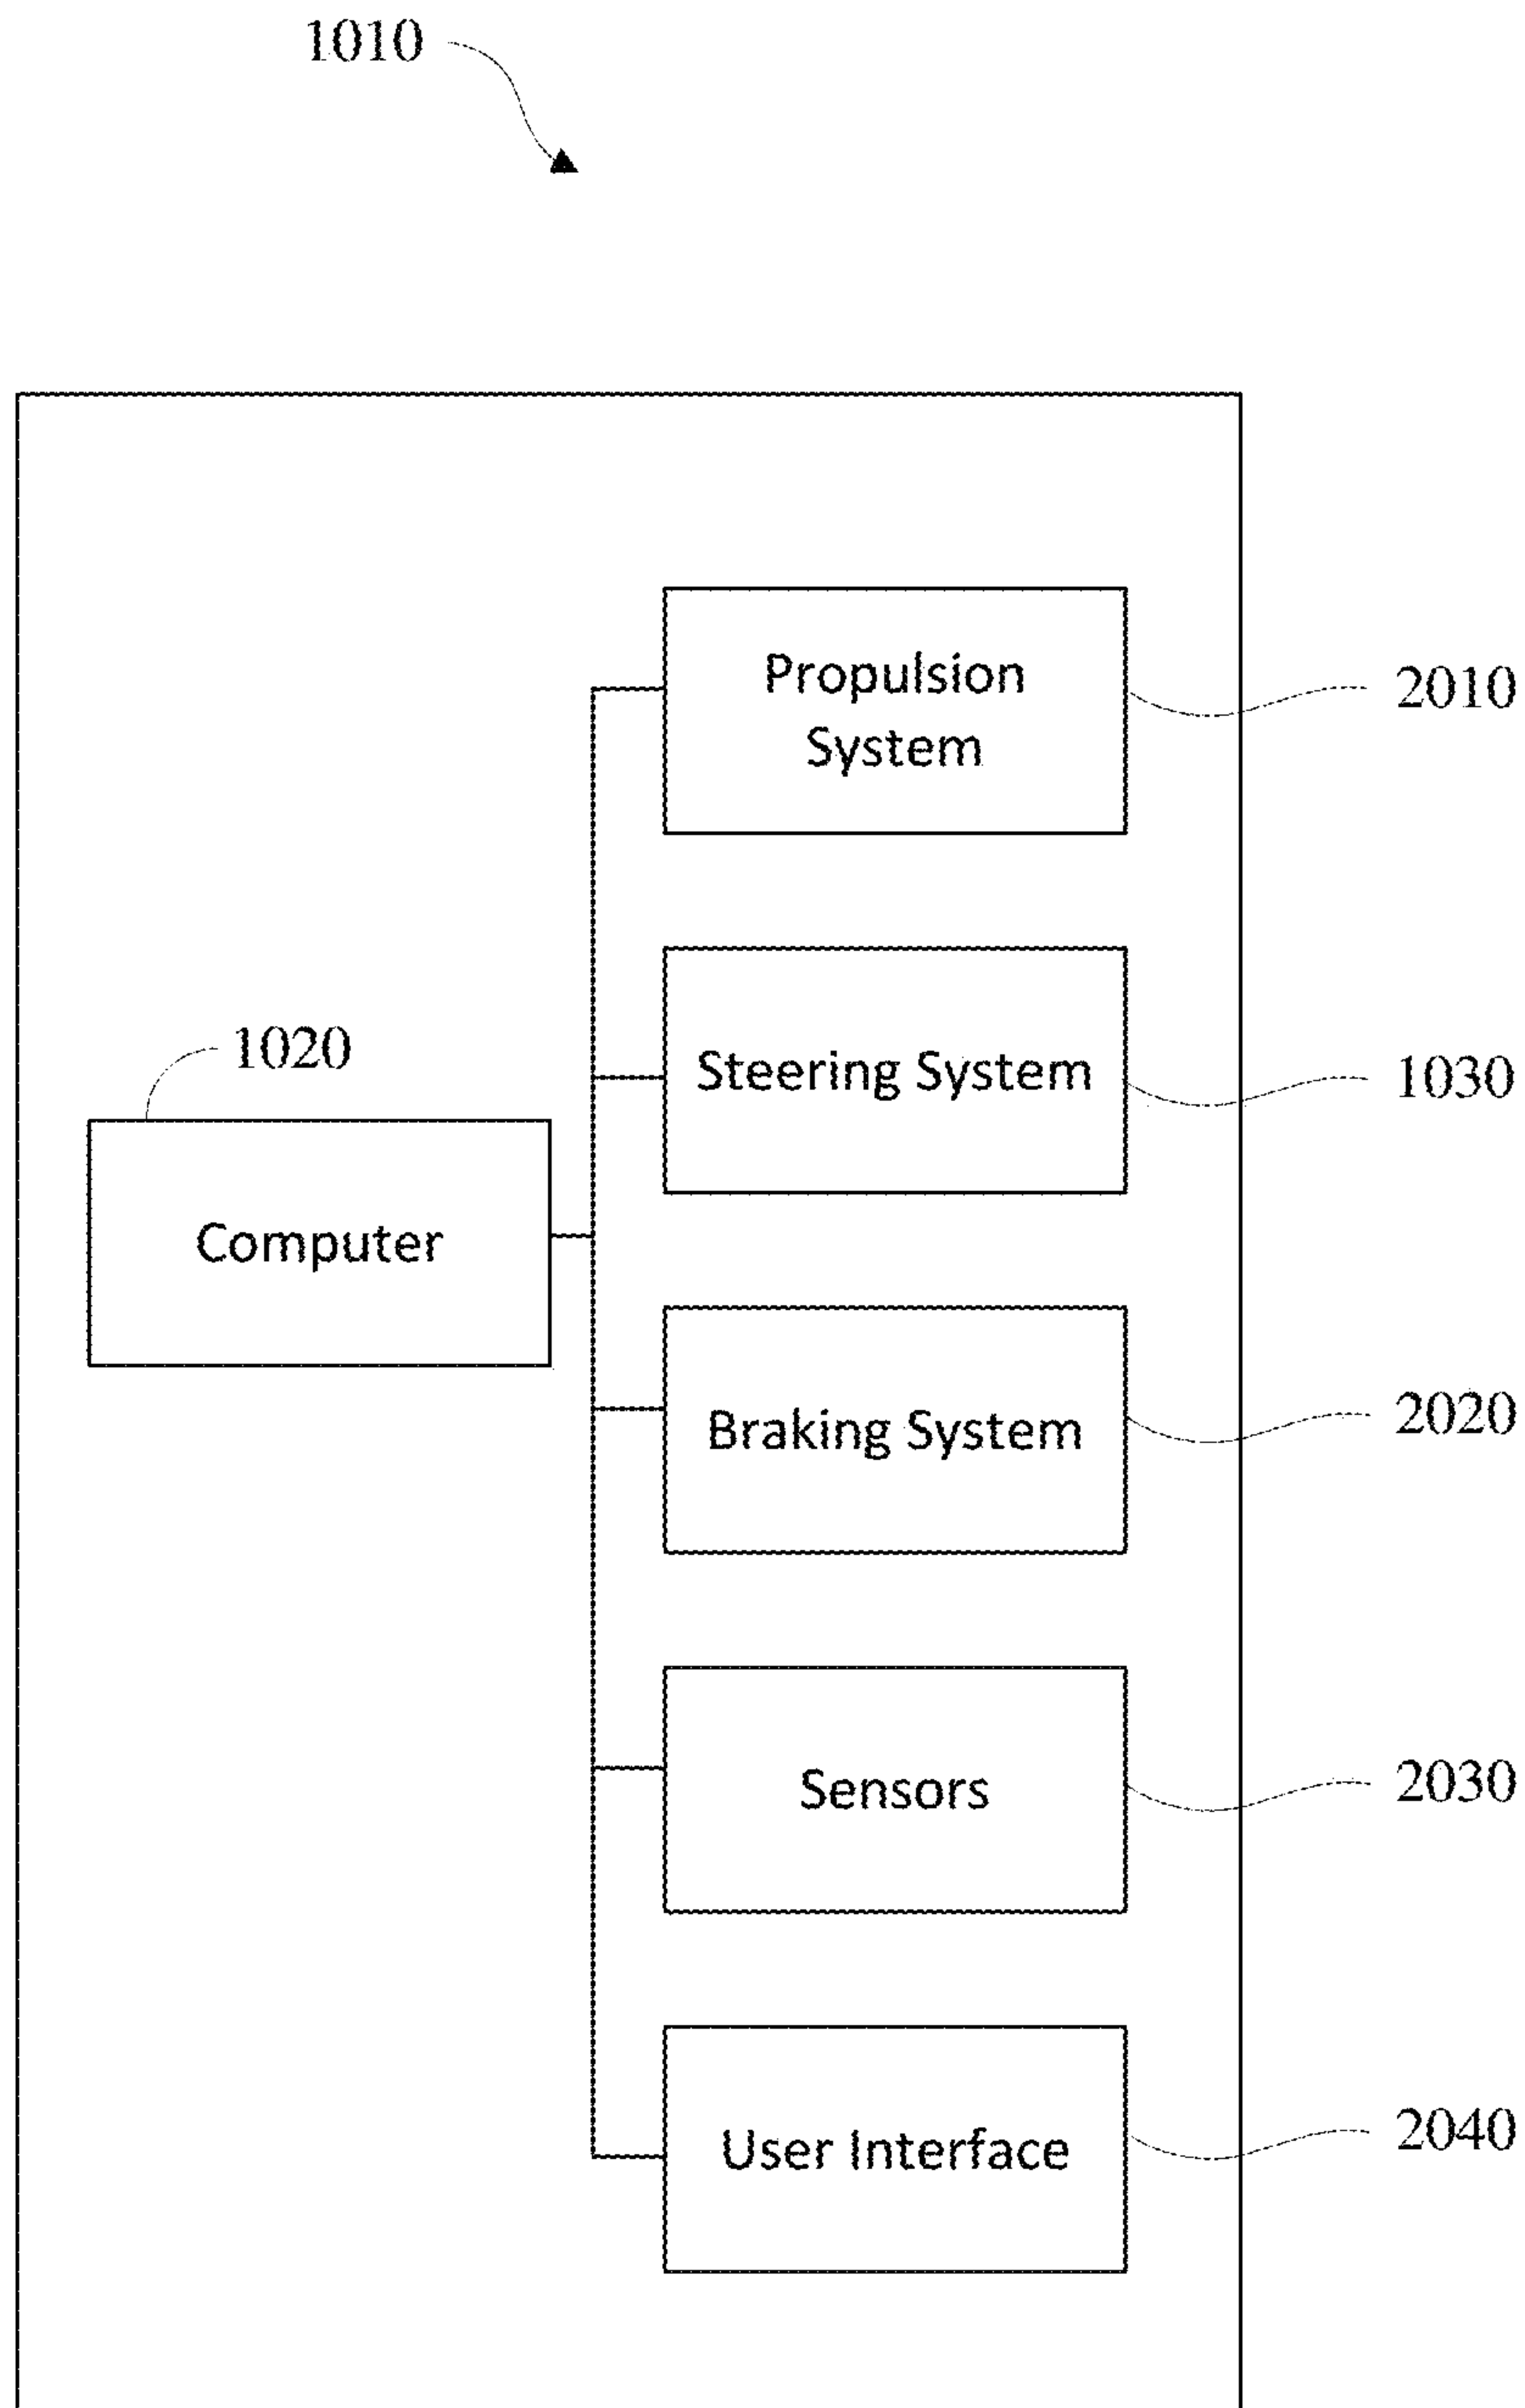 1010
Propulsion
System
2010
Steering System
1030
1020
Computer
Braking System
2020
Sensors
2030
User Interface
2040